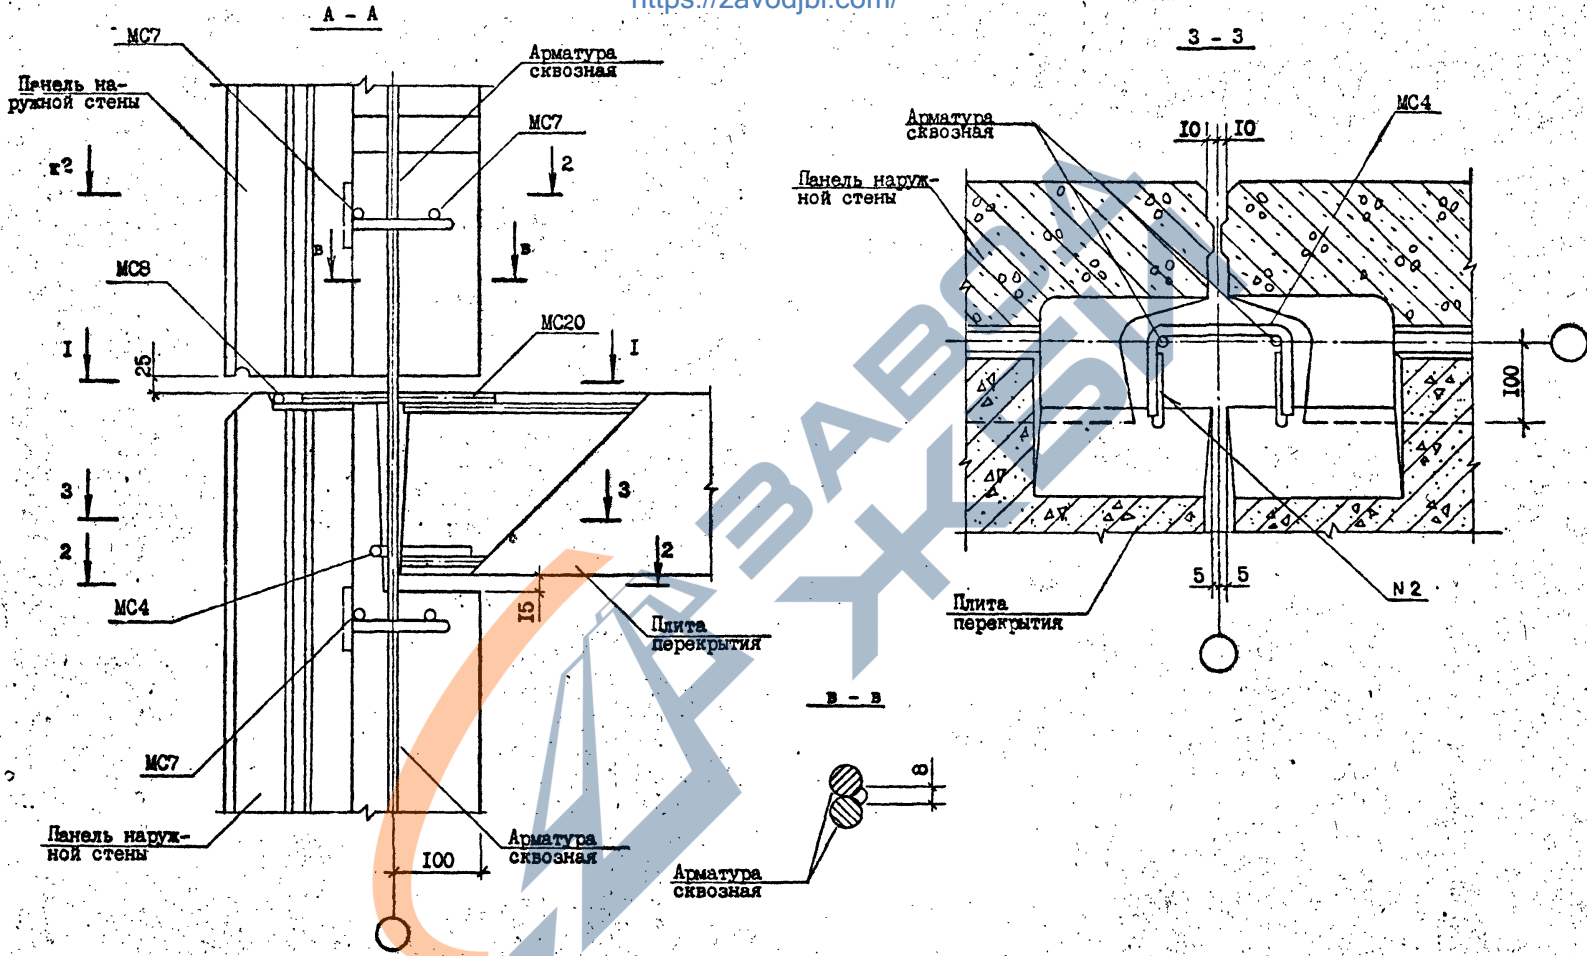 https://zavodjbi.com/
А - А
МС7
Арматура
сквозная
Панель на-
ружной стены
МС7
2
2
в
в
МС8
МС20
I
I
25
3
3
2
2
МС4
15
Плита
перекрытия
МС7
Панель наруж-
ной стены
Арматура
сквозная
100
3 - 3
Арматура
сквозная
МС4
10
10
Панель наруж-
ной стены
100
5
5
N 2
Плита
перекрытия
в - в
8
Арматура
сквозная
ЗАВОД
ЖБИ